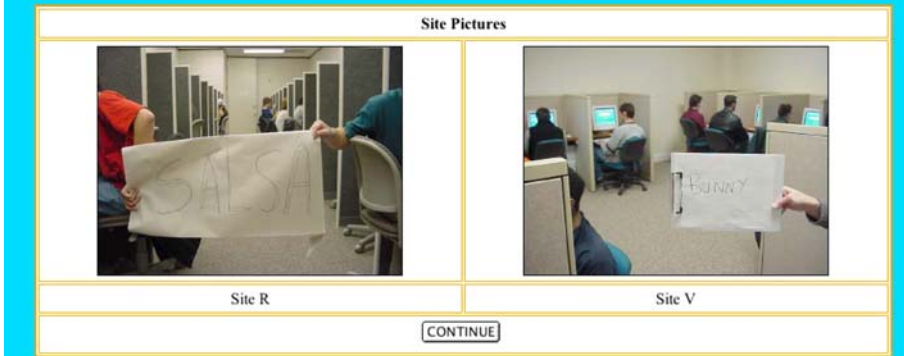 Site Pictures
SALSA
BUNNY
Site R
Site V
CONTINUE